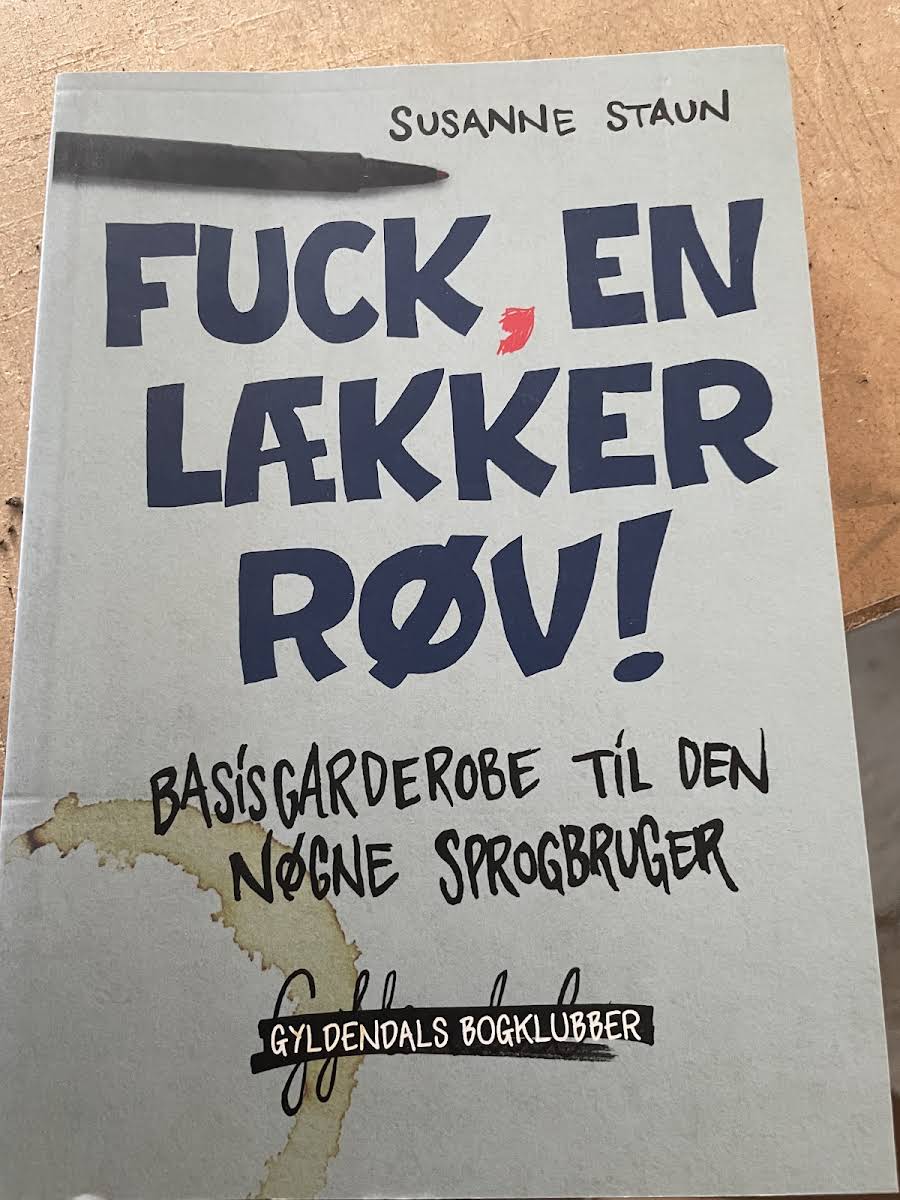 SUSANNE STAUN
FUCK, EN
LÆKKER
RØV!
BASISGARDEROBE TIL DEN
NØGNE SPROGBRUGER
GYLDENDALS BOGKLUBBER